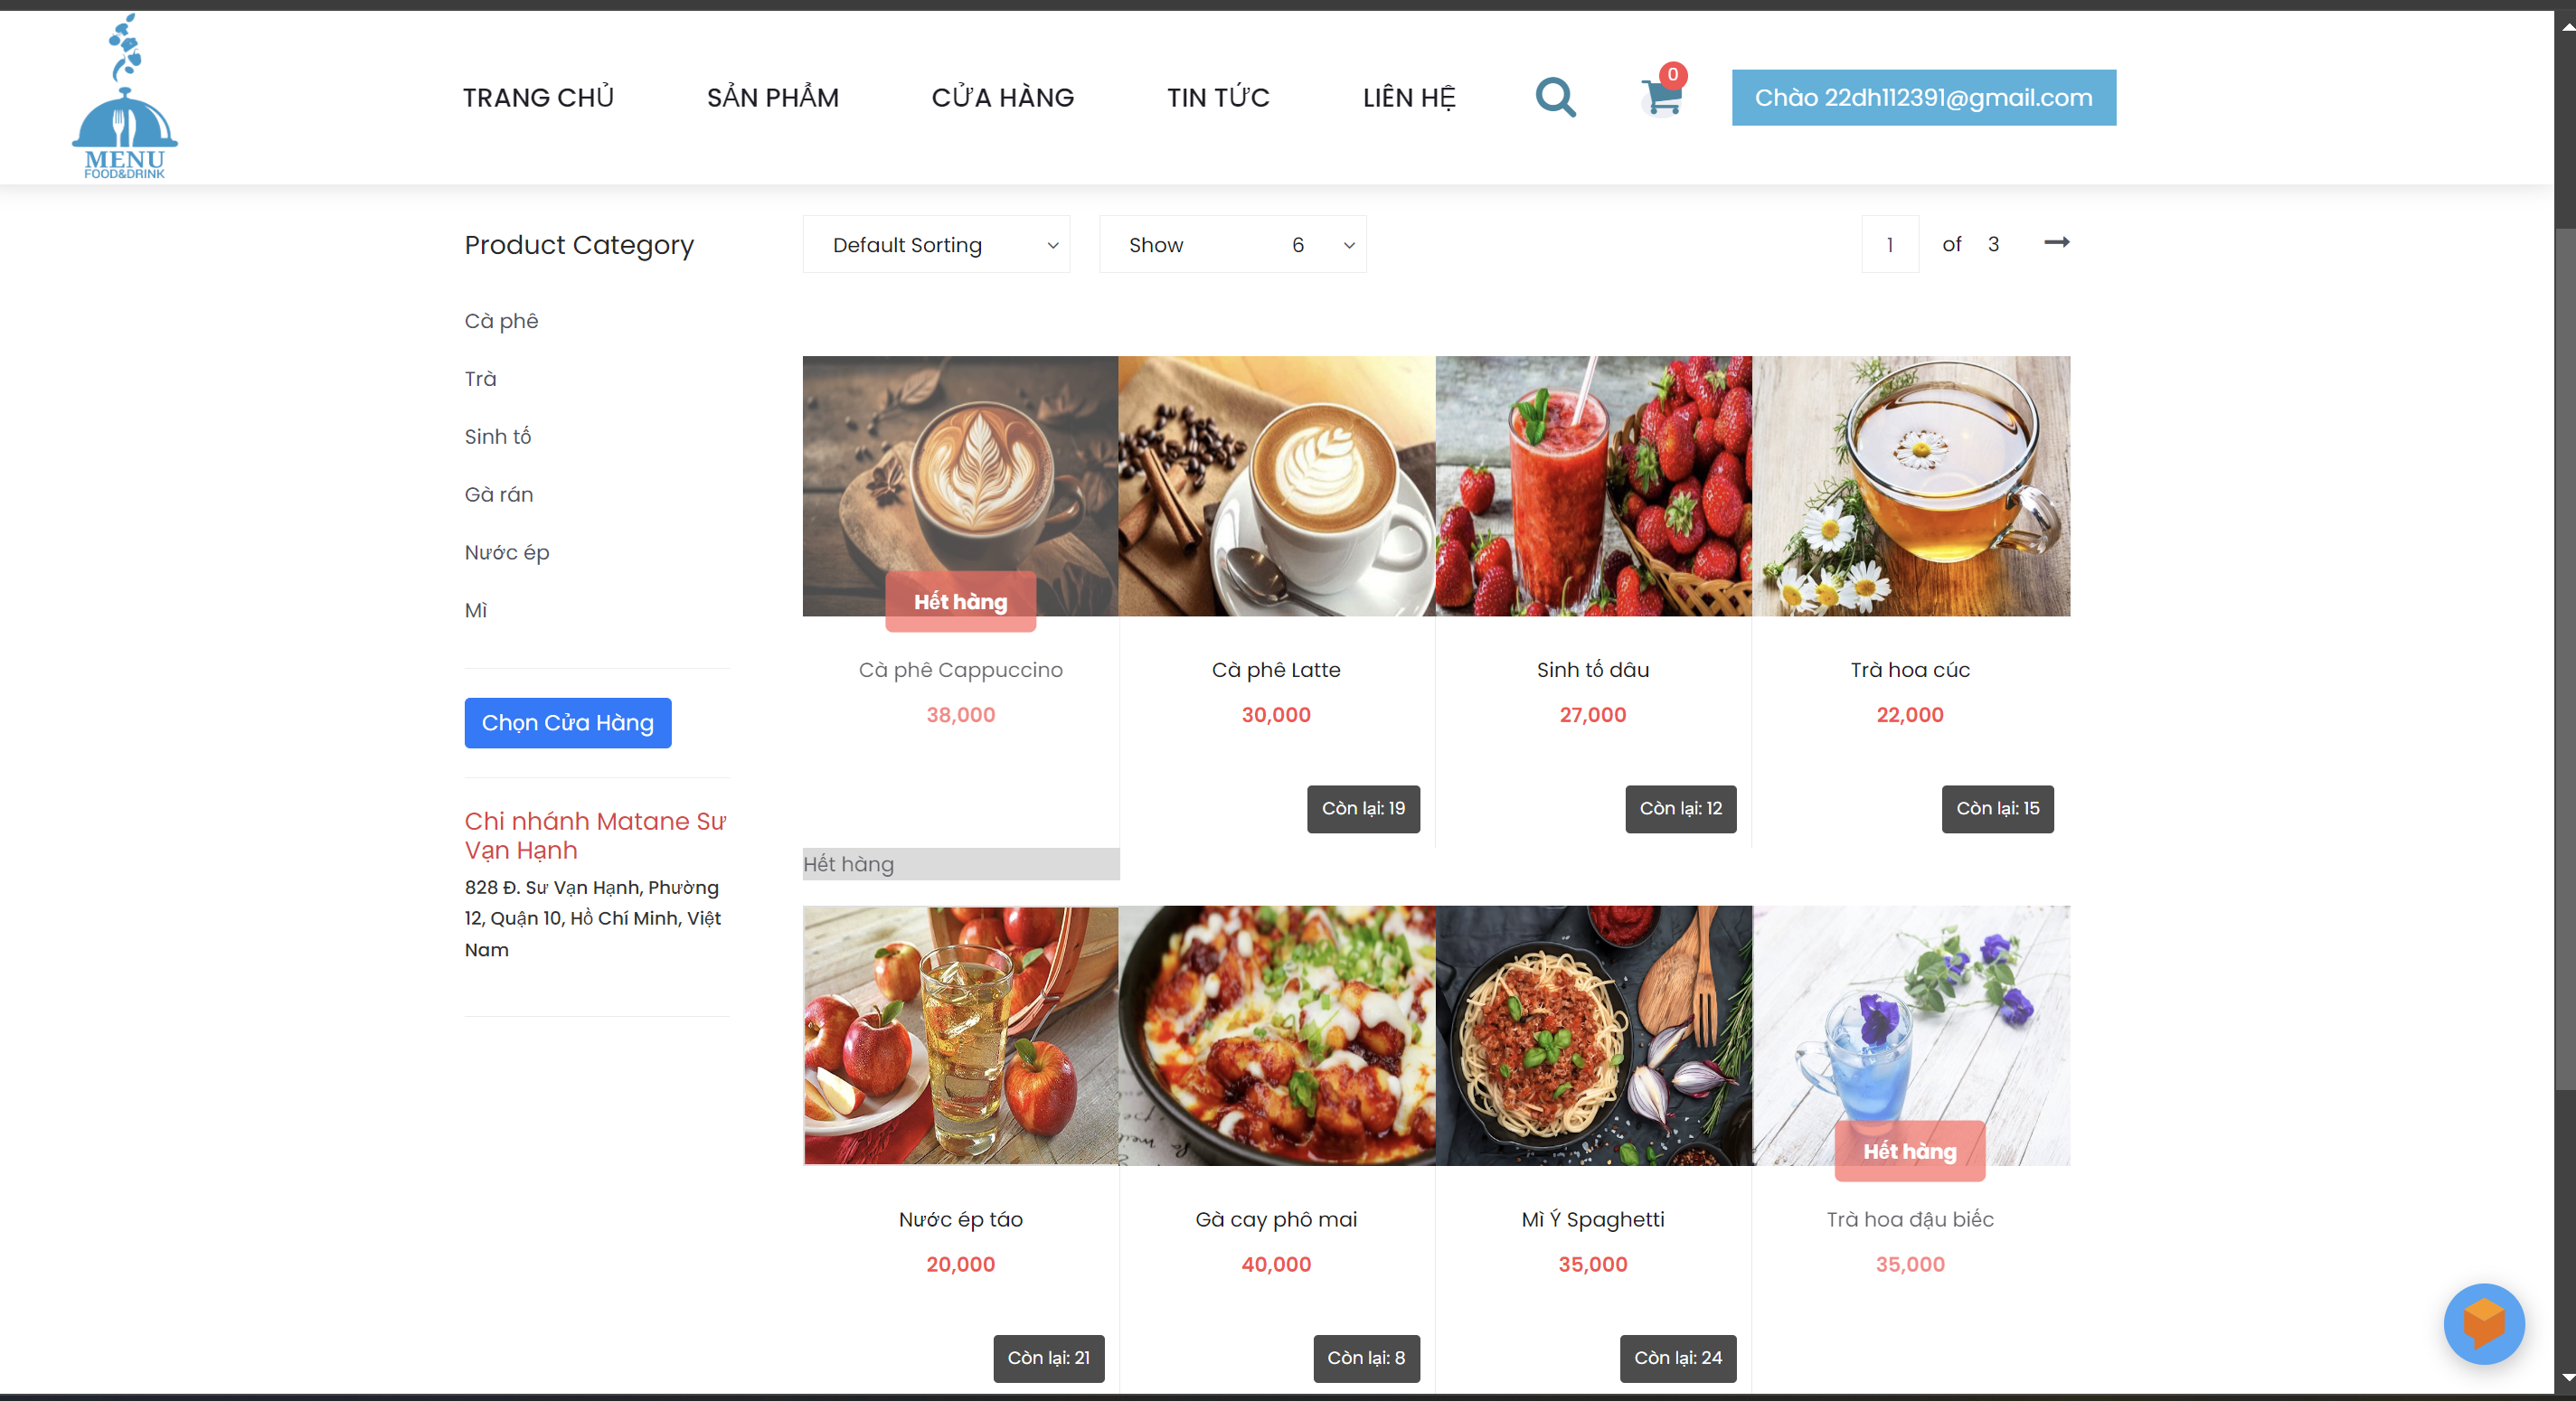 MENU
FOOD&DRINK
TRANG CHỦ
SẢN PHẨM
CỬA HÀNG
TIN TỨC
LIÊN HỆ
0
Chào 22dh112391@gmail.com
Product Category
Cà phê
Trà
Sinh tố
Gà rán
Nước ép
Mì
Chọn Cửa Hàng
Chi nhánh Matane Sư
Vạn Hạnh
828 Đ. Sư Vạn Hạnh, Phường
12, Quận 10, Hồ Chí Minh, Việt
Nam
Default Sorting
Show 6
1 of 3
Hết hàng
Cà phê Cappuccino
38,000
Hết hàng
Cà phê Latte
30,000
Còn lại: 19
Sinh tố dâu
27,000
Còn lại: 12
Trà hoa cúc
22,000
Còn lại: 15
Nước ép táo
20,000
Còn lại: 21
Gà cay phô mai
40,000
Còn lại: 8
Mì Ý Spaghetti
35,000
Còn lại: 24
Hết hàng
Trà hoa đậu biếc
35,000